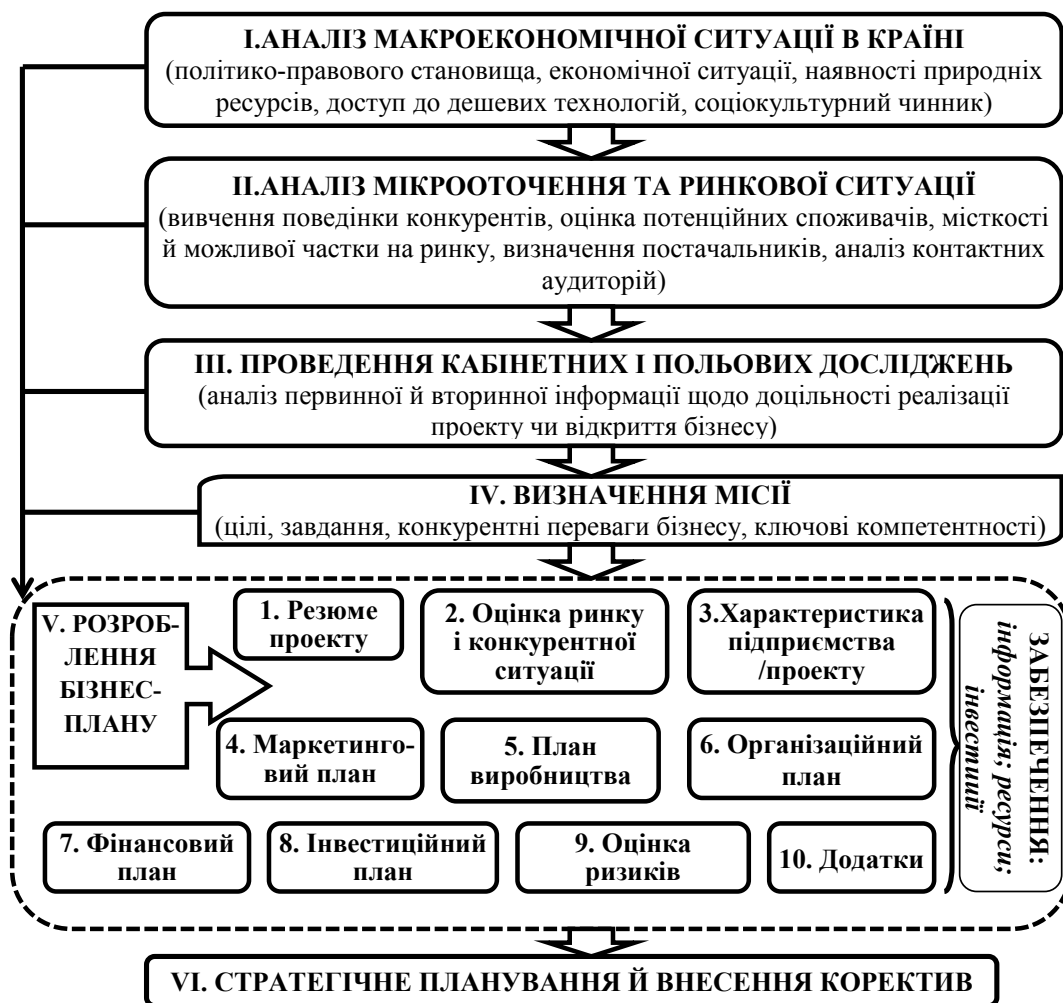 І.АНАЛІЗ МАКРОЕКОНОМІЧНОЇ СИТУАЦІЇ В КРАЇНІ
(політико-правового становища, економічної ситуації, наявності природніх
ресурсів, доступ до дешевих технологій, соціокультурний чинник)
ІІ.АНАЛІЗ МІКРООТОЧЕННЯ ТА РИНКОВОЇ СИТУАЦІЇ
(вивчення поведінки конкурентів, оцінка потенційних споживачів, місткості
й можливої частки на ринку, визначення постачальників, аналіз контактних
аудиторій)
ІІІ. ПРОВЕДЕННЯ КАБІНЕТНИХ І ПОЛЬОВИХ ДОСЛІДЖЕНЬ
(аналіз первинної й вторинної інформації щодо доцільності реалізації
проекту чи відкриття бізнесу)
IV. ВИЗНАЧЕННЯ МІСІЇ
(цілі, завдання, конкурентні переваги бізнесу, ключові компетентності)
V. РОЗРОБ-
ЛЕННЯ
БІЗНЕС-
ПЛАНУ
1. Резюме
проекту
2. Оцінка ринку
і конкурентної
ситуації
3.Характеристика
підприємства
/проекту
4. Маркетинго-
вий план
5. План
виробництва
6. Організаційний
план
7. Фінансовий
план
8. Інвестиційний
план
9. Оцінка
ризиків
10. Додатки
ЗАБЕЗПЕЧЕННЯ:
інформація; ресурси;
інвестиції
VI. СТРАТЕГІЧНЕ ПЛАНУВАННЯ Й ВНЕСЕННЯ КОРЕКТИВ